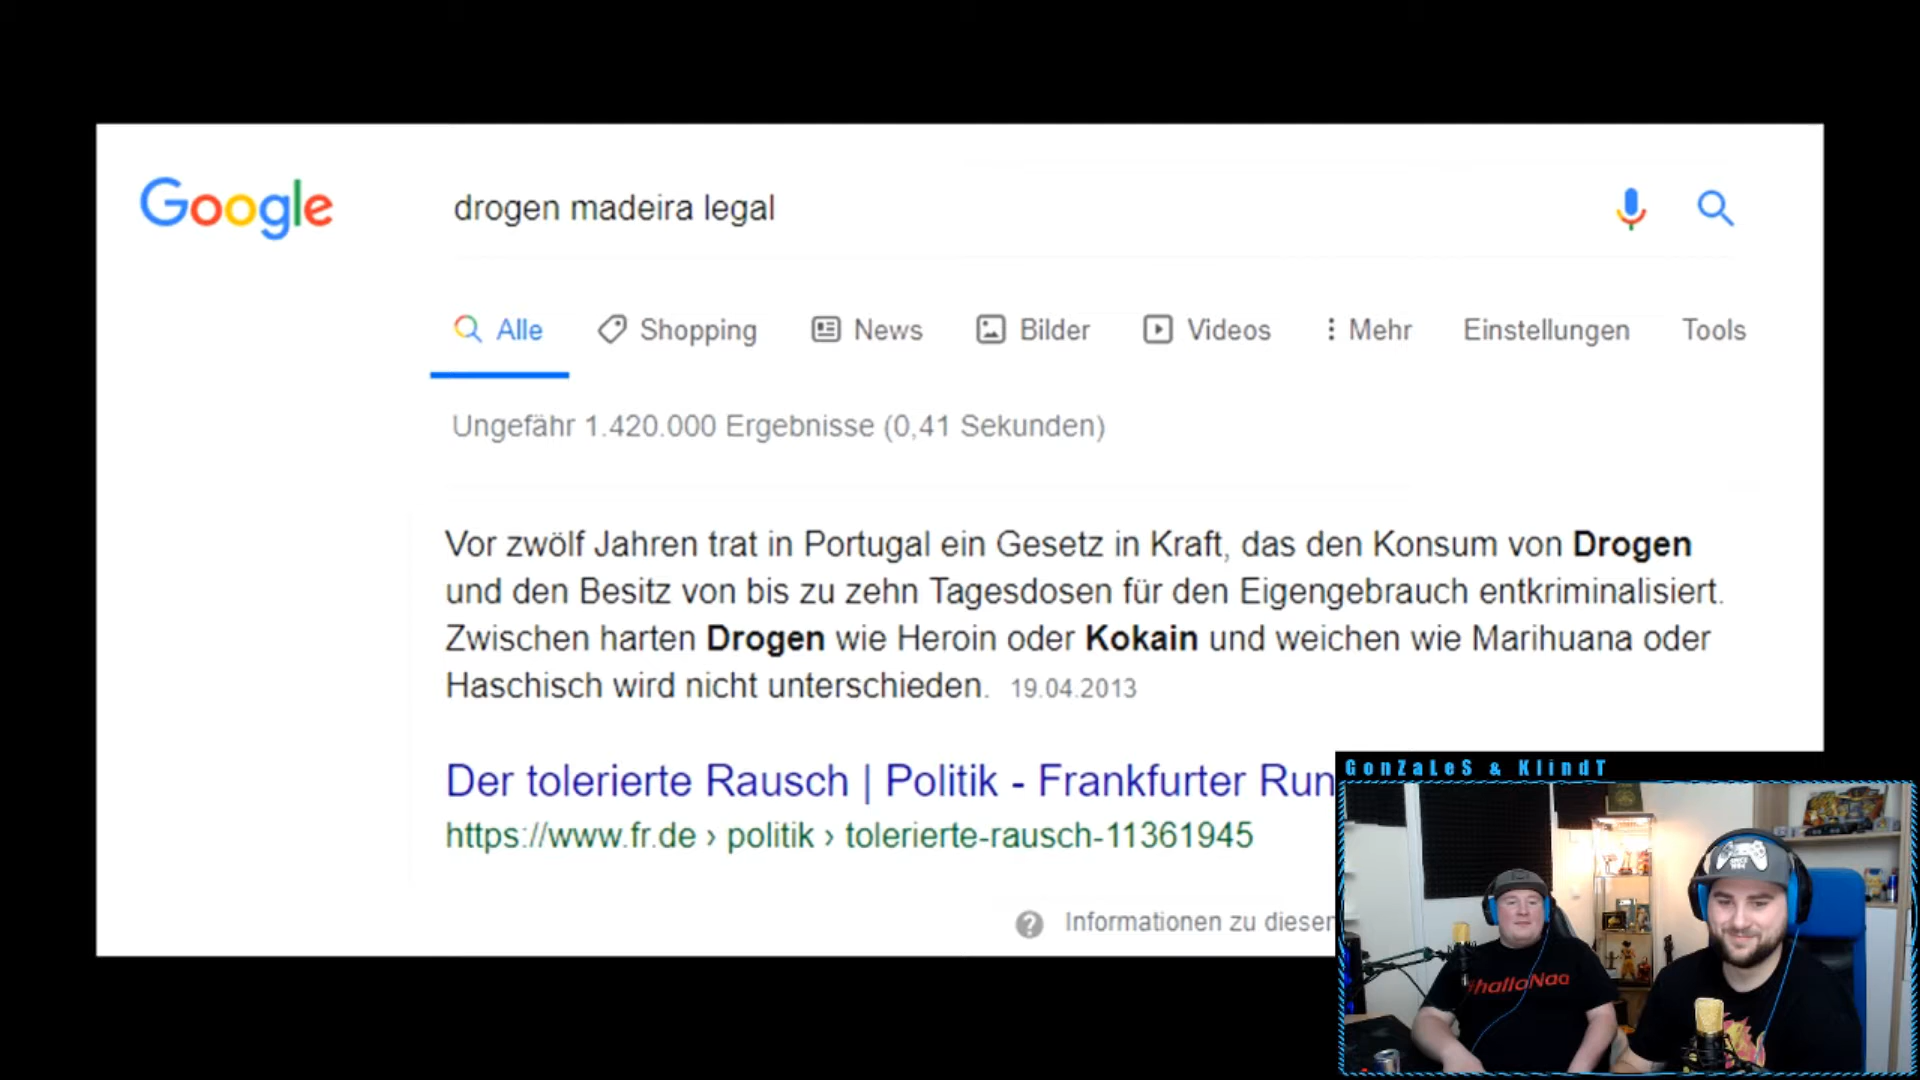 Google
drogen madeira legal
Alle Shopping News Bilder Videos Mehr Einstellungen Tools
Ungefähr 1.420.000 Ergebnisse (0,41 Sekunden)
Vor zwölf Jahren trat in Portugal ein Gesetz in Kraft, das den Konsum von Drogen
und den Besitz von bis zu zehn Tagesdosen für den Eigengebrauch entkriminalisiert.
Zwischen harten Drogen wie Heroin oder Kokain und weichen wie Marihuana oder
Haschisch wird nicht unterschieden. 19.04.2013
Der tolerierte Rausch | Politik - Frankfurter Run
https://www.fr.de › politik › tolerierte-rausch-11361945
Informationen zu dieser
GonZaLeS & KlindT
#halloNaa